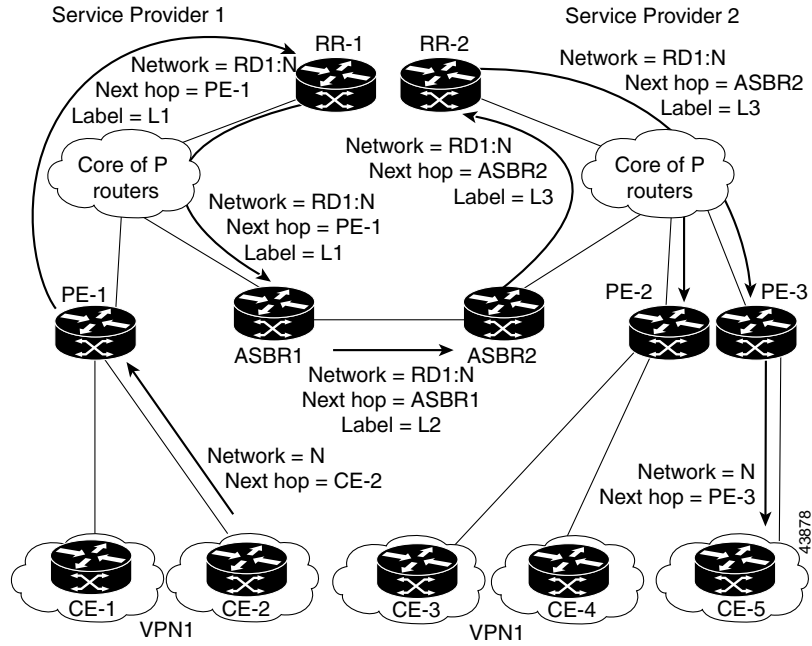 Service Provider 1
Service Provider 2
RR-1
RR-2
Network = RD1:N
Next hop = PE-1
Label = L1
Network = RD1:N
Next hop = ASBR2
Label = L3
Core of P
routers
Network = RD1:N
Next hop = ASBR2
Label = L3
Core of P
routers
Network = RD1:N
Next hop = PE-1
Label = L1
PE-1
PE-2
PE-3
ASBR1
ASBR2
Network = RD1:N
Next hop = ASBR1
Label = L2
Network = N
Next hop = CE-2
Network = N
Next hop = PE-3
43878
CE-1
CE-2
CE-3
CE-4
CE-5
VPN1
VPN1